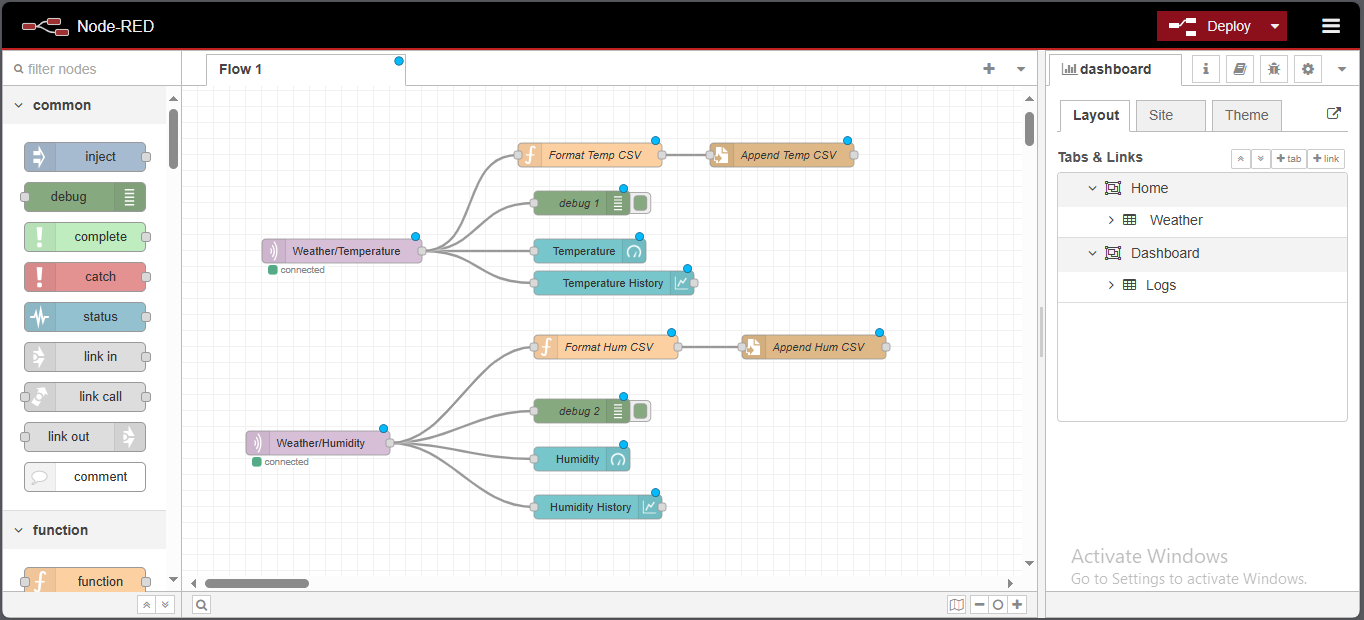 Node-RED
Deploy
filter nodes
Flow 1
dashboard
common
inject
debug
complete
catch
status
link in
link call
link out
comment
function
function
Format Temp CSV
Append Temp CSV
debug 1
Weather/Temperature
connected
Temperature
Temperature History
Format Hum CSV
Append Hum CSV
debug 2
Weather/Humidity
connected
Humidity
Humidity History
Layout
Site
Theme
Tabs & Links
tab
link
Home
Weather
Dashboard
Logs
Activate Windows
Go to Settings to activate Windows.